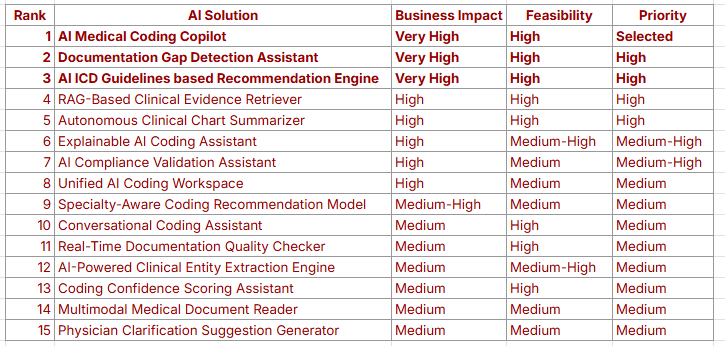 Rank AI Solution Business Impact Feasibility Priority
1 AI Medical Coding Copilot Very High High Selected
2 Documentation Gap Detection Assistant Very High High High
3 AI ICD Guidelines based Recommendation Engine Very High High High
4 RAG-Based Clinical Evidence Retriever High High High
5 Autonomous Clinical Chart Summarizer High High High
6 Explainable AI Coding Assistant High Medium-High Medium-High
7 AI Compliance Validation Assistant High Medium Medium-High
8 Unified AI Coding Workspace High Medium Medium
9 Specialty-Aware Coding Recommendation Model Medium-High Medium Medium
10 Conversational Coding Assistant Medium High Medium
11 Real-Time Documentation Quality Checker Medium High Medium
12 AI-Powered Clinical Entity Extraction Engine Medium Medium-High Medium
13 Coding Confidence Scoring Assistant Medium High Medium
14 Multimodal Medical Document Reader Medium Medium Medium
15 Physician Clarification Suggestion Generator Medium Medium Medium